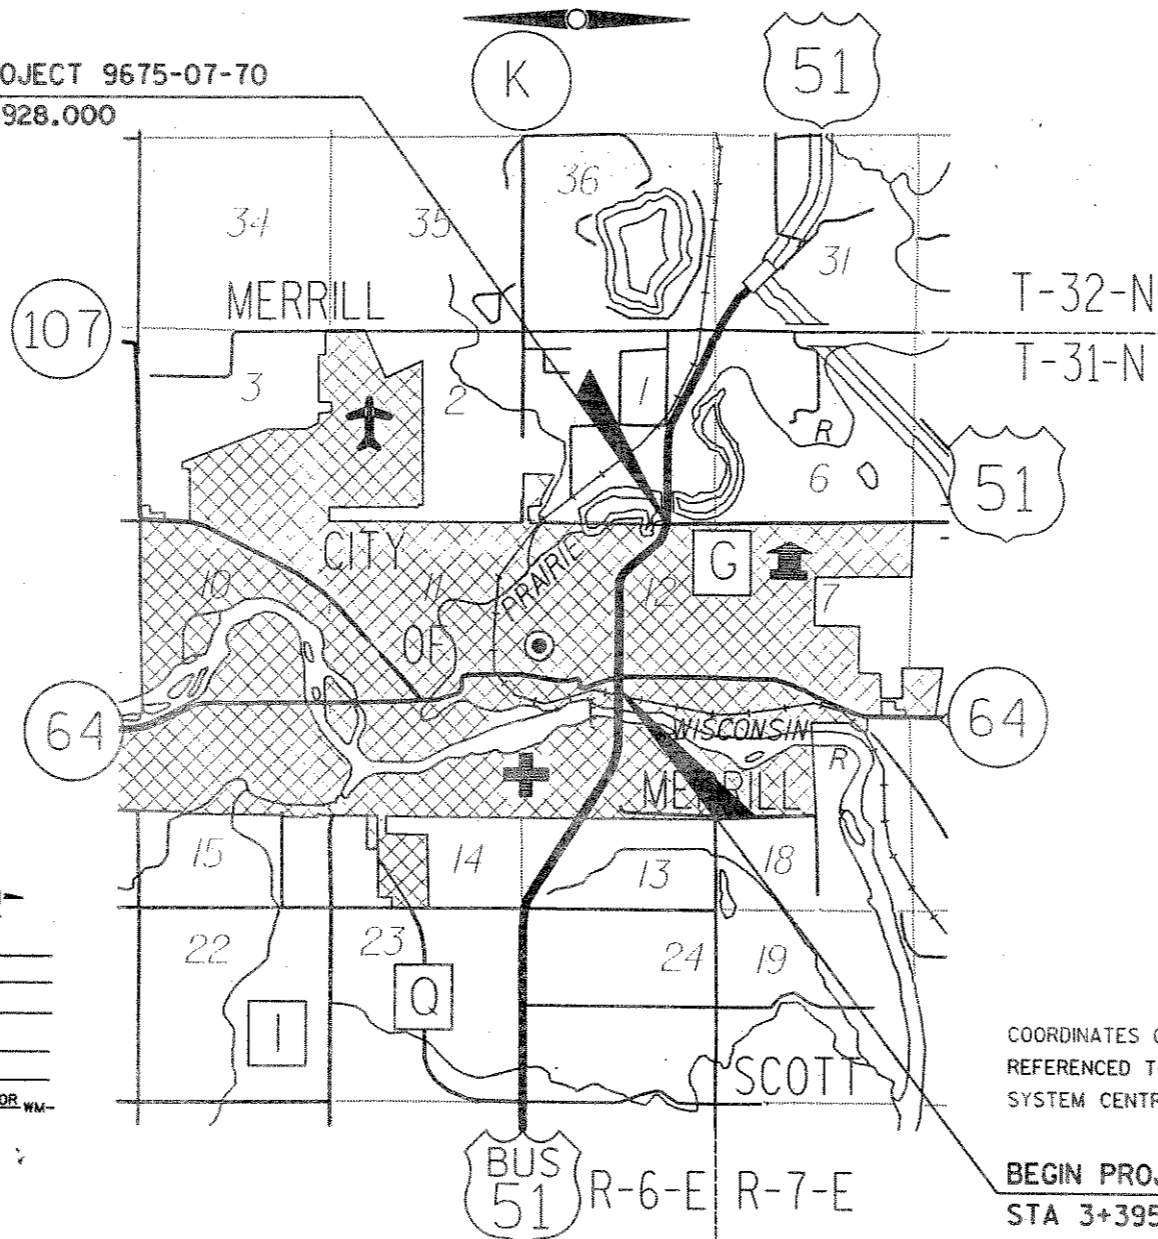 OJECT 9675-07-70
928.000
K
51
36
34
35
31
MERRILL
T-32-N
107
T-31-N
3
2
1
R
6
51
CITY
PRAIRIE
G
10
11
12
7
OF
64
WISCONSIN
64
R
MERRILL
15
14
13
18
22
23
24
19
Q
I
COORDINATES
REFERENCED T
SCOTT
SYSTEM CENTR
OR WM-
BUS
51
R-6-E
R-7-E
BEGIN PROJ
STA 3+395